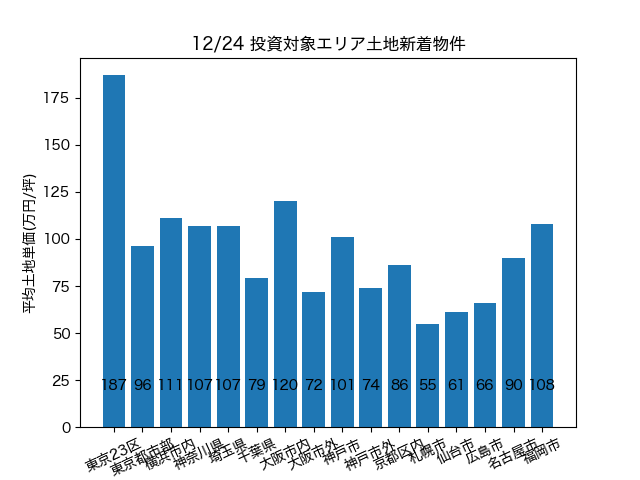 12/24 投資対象エリア土地新着物件
平均土地単価(万円/坪)
175
150
125
100
75
50
25
0
187 96 111 107 107 79 120 72 101 74 86 55 61 66 90 108
東京23区
東京都市部
横浜市内
神奈川県
埼玉県
千葉県
大阪市内
大阪市外
神戸市
神戸市外
京都区内
札幌市
仙台市
広島市
名古屋市
福岡市